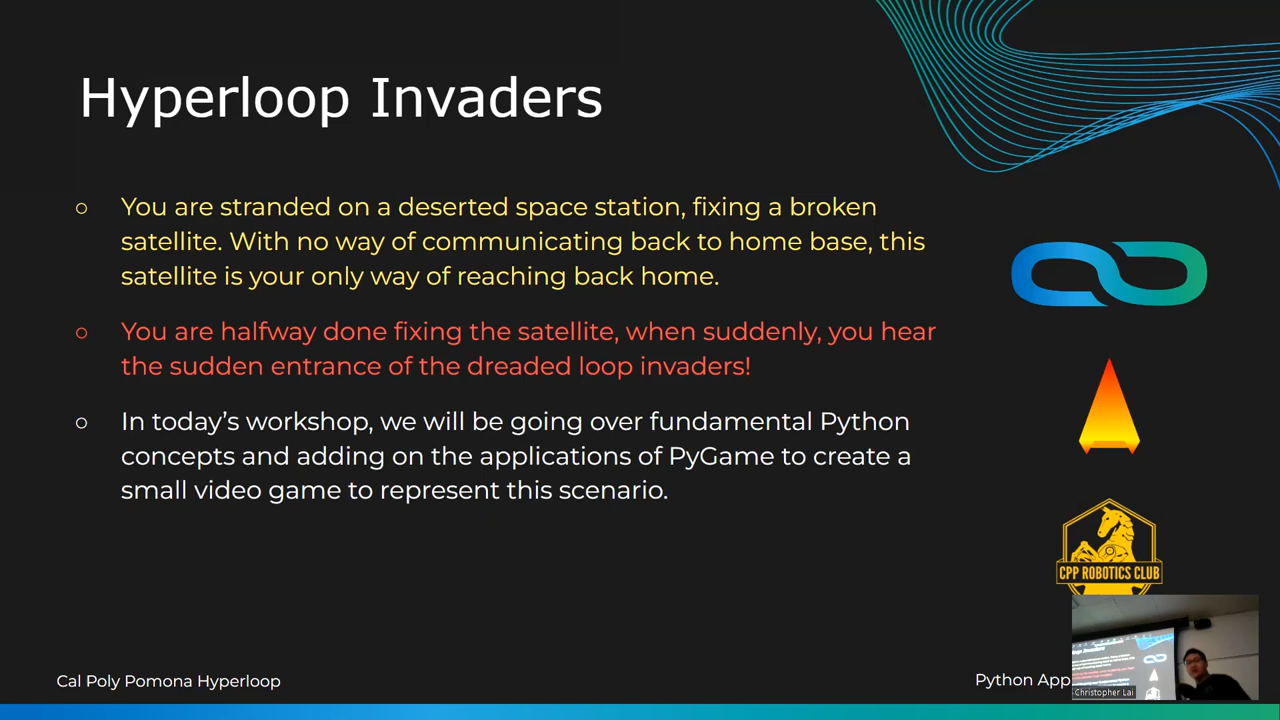 Hyperloop Invaders
○ You are stranded on a deserted space station, fixing a broken
satellite. With no way of communicating back to home base, this
satellite is your only way of reaching back home.
○ You are halfway done fixing the satellite, when suddenly, you hear
the sudden entrance of the dreaded loop invaders!
○ In today’s workshop, we will be going over fundamental Python
concepts and adding on the applications of PyGame to create a
small video game to represent this scenario.
CPP ROBOTICS CLUB
Cal Poly Pomona Hyperloop
Python App
Christopher Lai